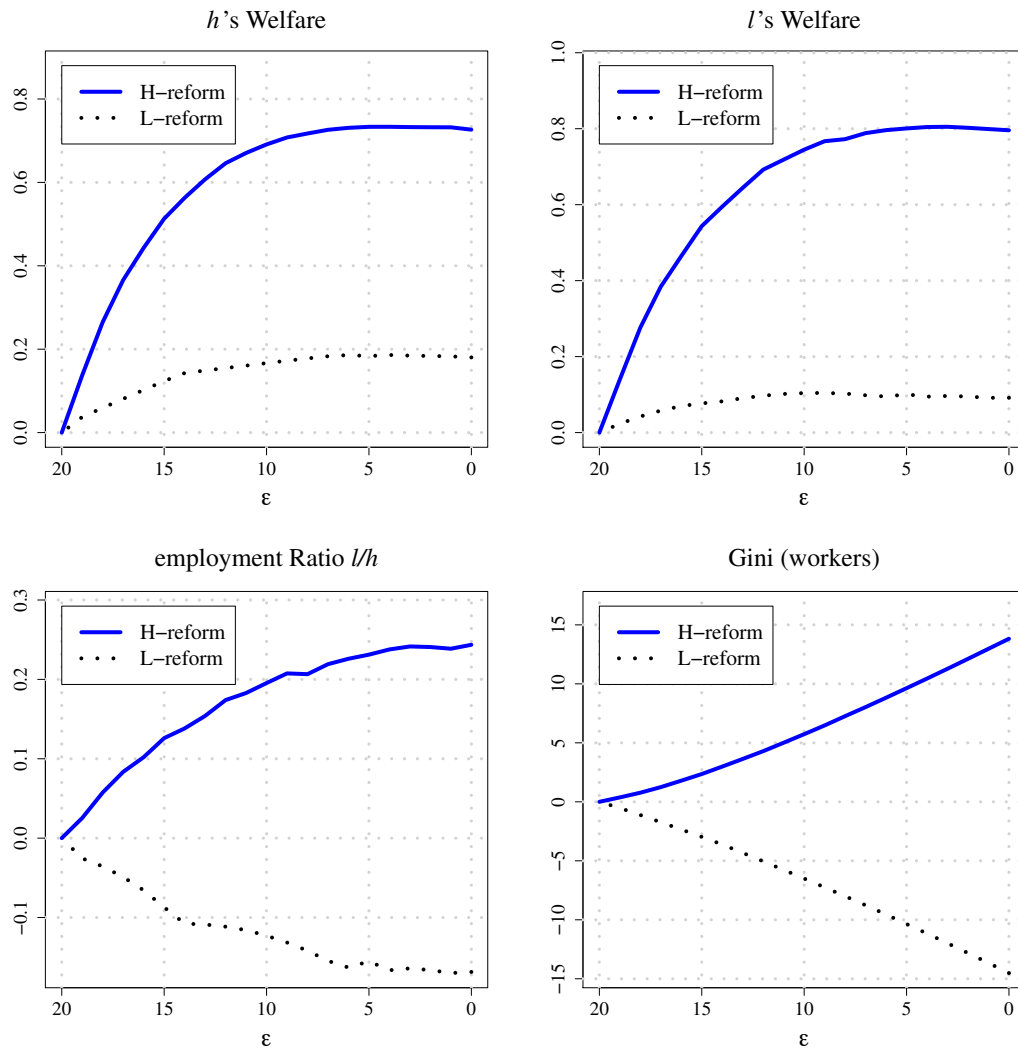 h's Welfare
H−reform
L−reform
0.0
0.2
0.4
0.6
0.8
20
15
10
5
0
ε
l's Welfare
H−reform
L−reform
0.0
0.2
0.4
0.6
0.8
1.0
20
15
10
5
0
ε
employment Ratio l/h
H−reform
L−reform
−0.1
0.0
0.1
0.2
0.3
20
15
10
5
0
ε
Gini (workers)
H−reform
L−reform
−15
−10
−5
0
5
10
15
20
15
10
5
0
ε